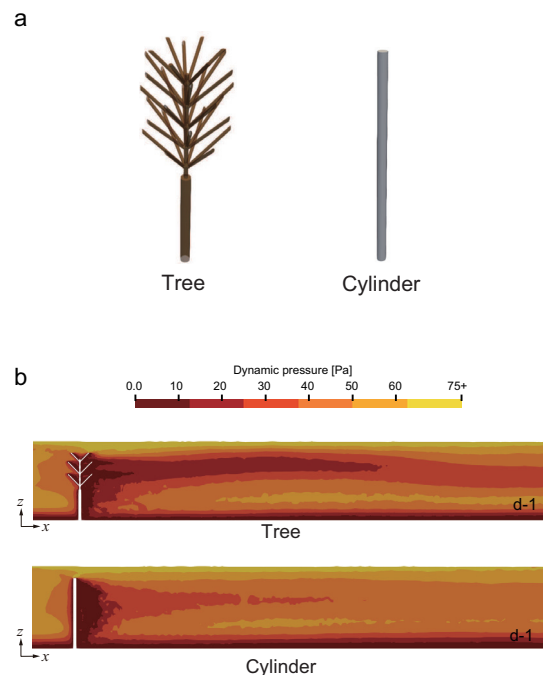 a
Tree
Cylinder
b
Dynamic pressure [Pa]
0.0 10 20 30 40 50 60 75+
z
x
d-1
Tree
z
x
d-1
Cylinder